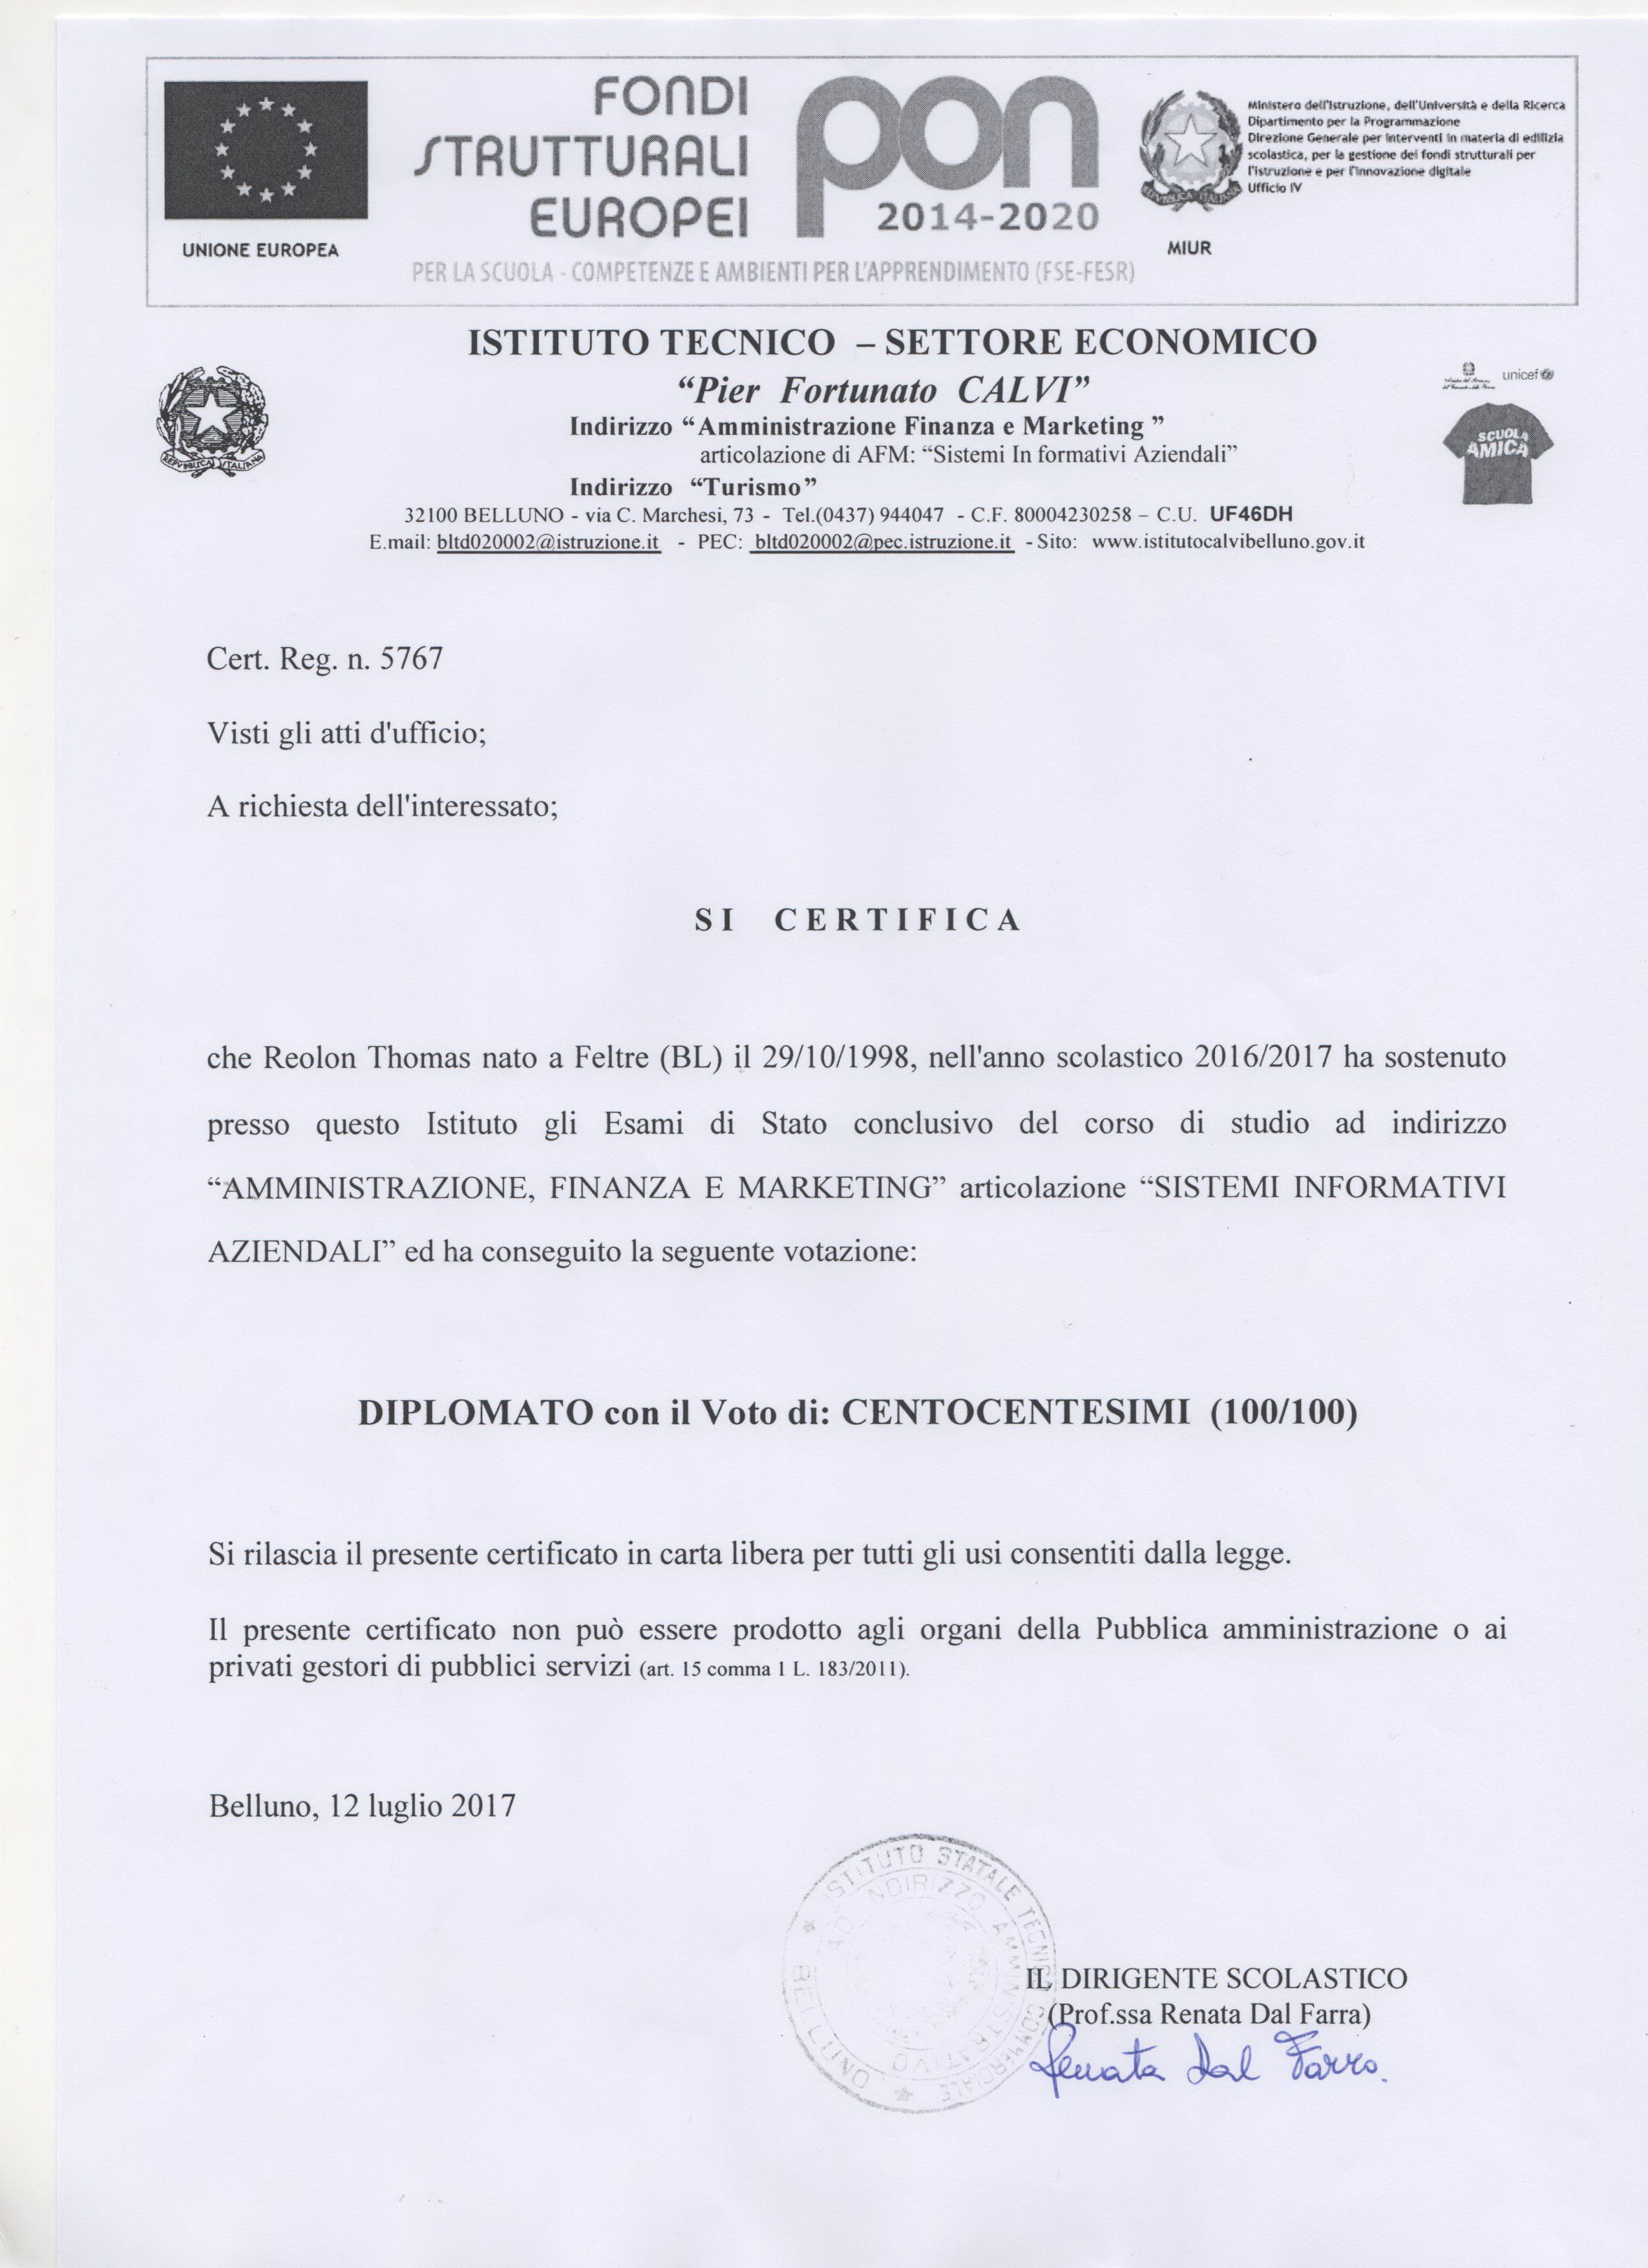 FONDI
STRUTTURALI
EUROPEI
pon
2014-2020
UNIONE EUROPEA
PER LA SCUOLA - COMPETENZE E AMBIENTI PER L'APPRENDIMENTO (FSE-FESR)
REPVBBLICA ITALIANA
MIUR
Ministero dell'Istruzione, dell'Università e della Ricerca
Dipartimento per la Programmazione
Direzione Generale per interventi in materia di edilizia
scolastica, per la gestione dei fondi strutturali per
l'istruzione e per l'innovazione digitale
Ufficio IV
ISTITUTO TECNICO – SETTORE ECONOMICO
“Pier Fortunato CALVI”
Indirizzo “Amministrazione Finanza e Marketing ”
articolazione di AFM: “Sistemi In formativi Aziendali”
Indirizzo “Turismo”
32100 BELLUNO - via C. Marchesi, 73 - Tel.(0437) 944047 - C.F. 80004230258 – C.U. UF46DH
E.mail: bltd020002@istruzione.it - PEC: bltd020002@pec.istruzione.it - Sito: www.istitutocalvibelluno.gov.it
REPVBBLICA ITALIANA
unicef
SCUOLA
AMICA
Cert. Reg. n. 5767
Visti gli atti d'ufficio;
A richiesta dell'interessato;
SI CERTIFICA
che Reolon Thomas nato a Feltre (BL) il 29/10/1998, nell'anno scolastico 2016/2017 ha sostenuto
presso questo Istituto gli Esami di Stato conclusivo del corso di studio ad indirizzo
“AMMINISTRAZIONE, FINANZA E MARKETING” articolazione “SISTEMI INFORMATIVI
AZIENDALI” ed ha conseguito la seguente votazione:
DIPLOMATO con il Voto di: CENTOCENTESIMI (100/100)
Si rilascia il presente certificato in carta libera per tutti gli usi consentiti dalla legge.
Il presente certificato non può essere prodotto agli organi della Pubblica amministrazione o ai
privati gestori di pubblici servizi (art. 15 comma 1 L. 183/2011).
Belluno, 12 luglio 2017
ISTITUTO STATALE TECNICO COMMERCIALE * BELLUNO *
AD INDIRIZZO AMMINISTRATIVO
IL DIRIGENTE SCOLASTICO
(Prof.ssa Renata Dal Farra)
Renata Dal Farra